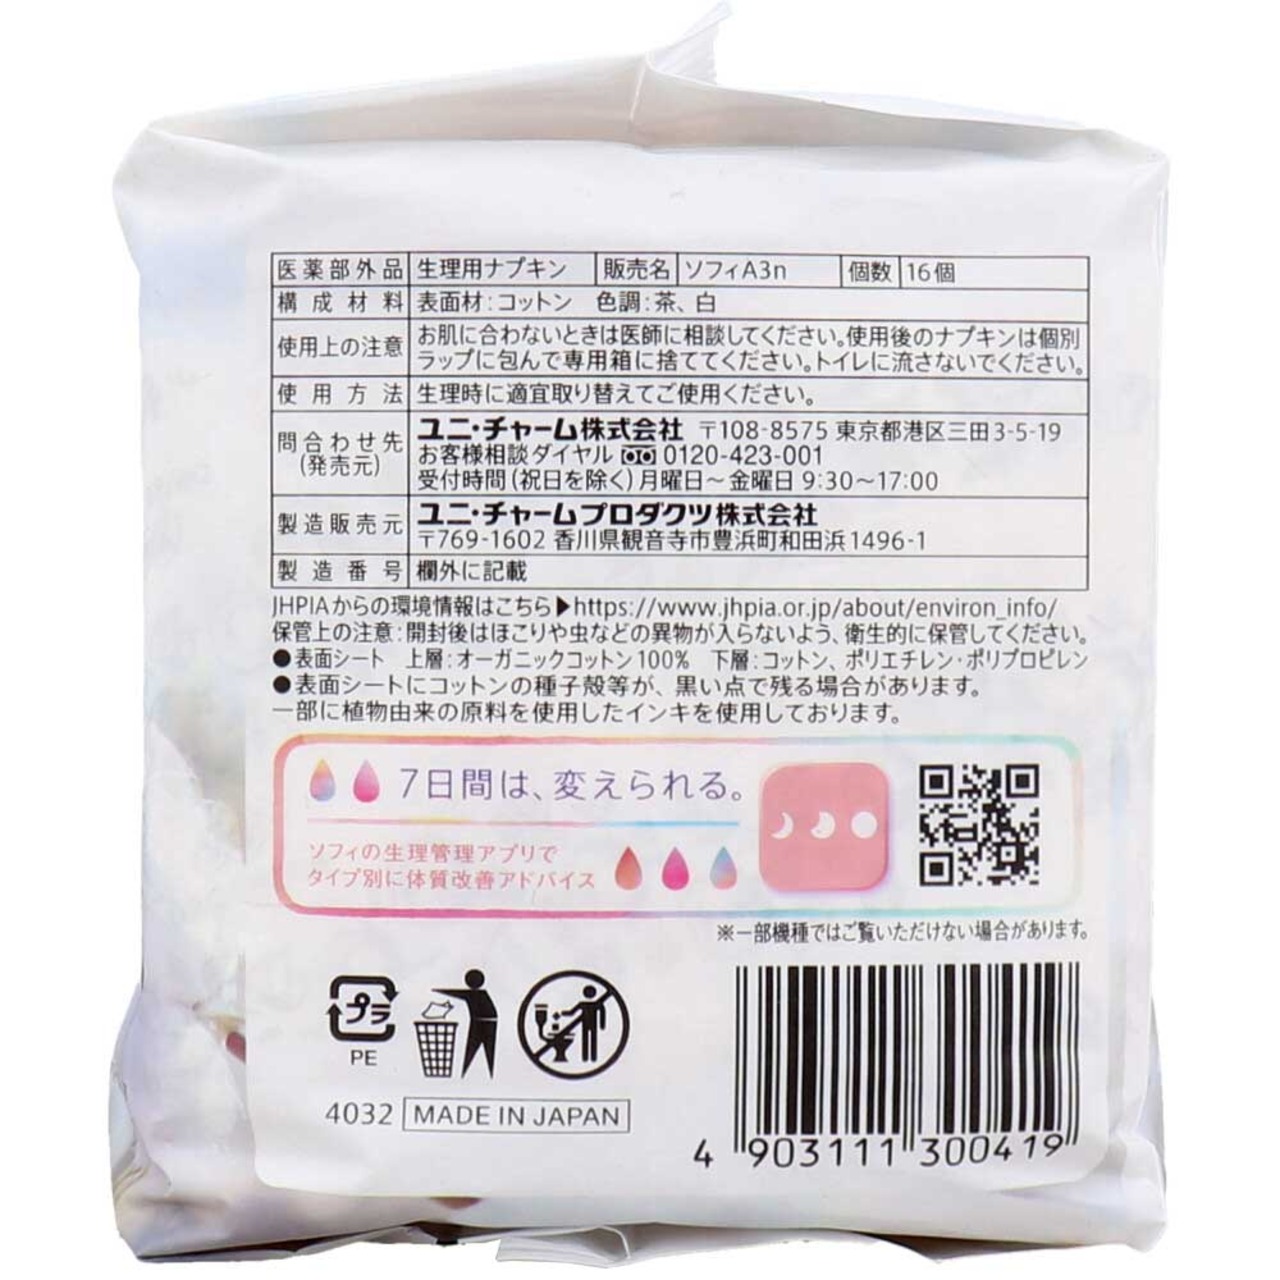 医薬部外品 生理用ナプキン 販売名 ソフィA3n 個数 16個
構成材料 表面材:コットン 色調:茶、白
使用上の注意 お肌に合わないときは医師に相談してください。使用後のナプキンは個別
ラップに包んで専用箱に捨ててください。トイレに流さないでください。
使用方法 生理時に適宜取り替えてご使用ください。
問合わせ先 (発売元) ユニ・チャーム株式会社 〒108-8575 東京都港区三田3-5-19
お客様相談ダイヤル 0120-423-001
受付時間(祝日を除く)月曜日～金曜日 9:30～17:00
製造販売元 ユニ・チャームプロダクツ株式会社
〒769-1602 香川県観音寺市豊浜町和田浜1496-1
製造番号 欄外に記載
JHPIAからの環境情報はこちら▶https://www.jhpia.or.jp/about/environ_info/
保管上の注意:開封後はほこりや虫などの異物が入らないよう、衛生的に保管してください。
●表面シート 上層:オーガニックコットン100% 下層:コットン、ポリエチレン・ポリプロピレン
●表面シートにコットンの種子殻等が、黒い点で残る場合があります。
一部に植物由来の原料を使用したインキを使用しております。
7日間は、変えられる。
ソフィの生理管理アプリで
タイプ別に体質改善アドバイス
※一部機種ではご覧いただけない場合があります。
プラ
PE
4032 MADE IN JAPAN
4 903111 300419